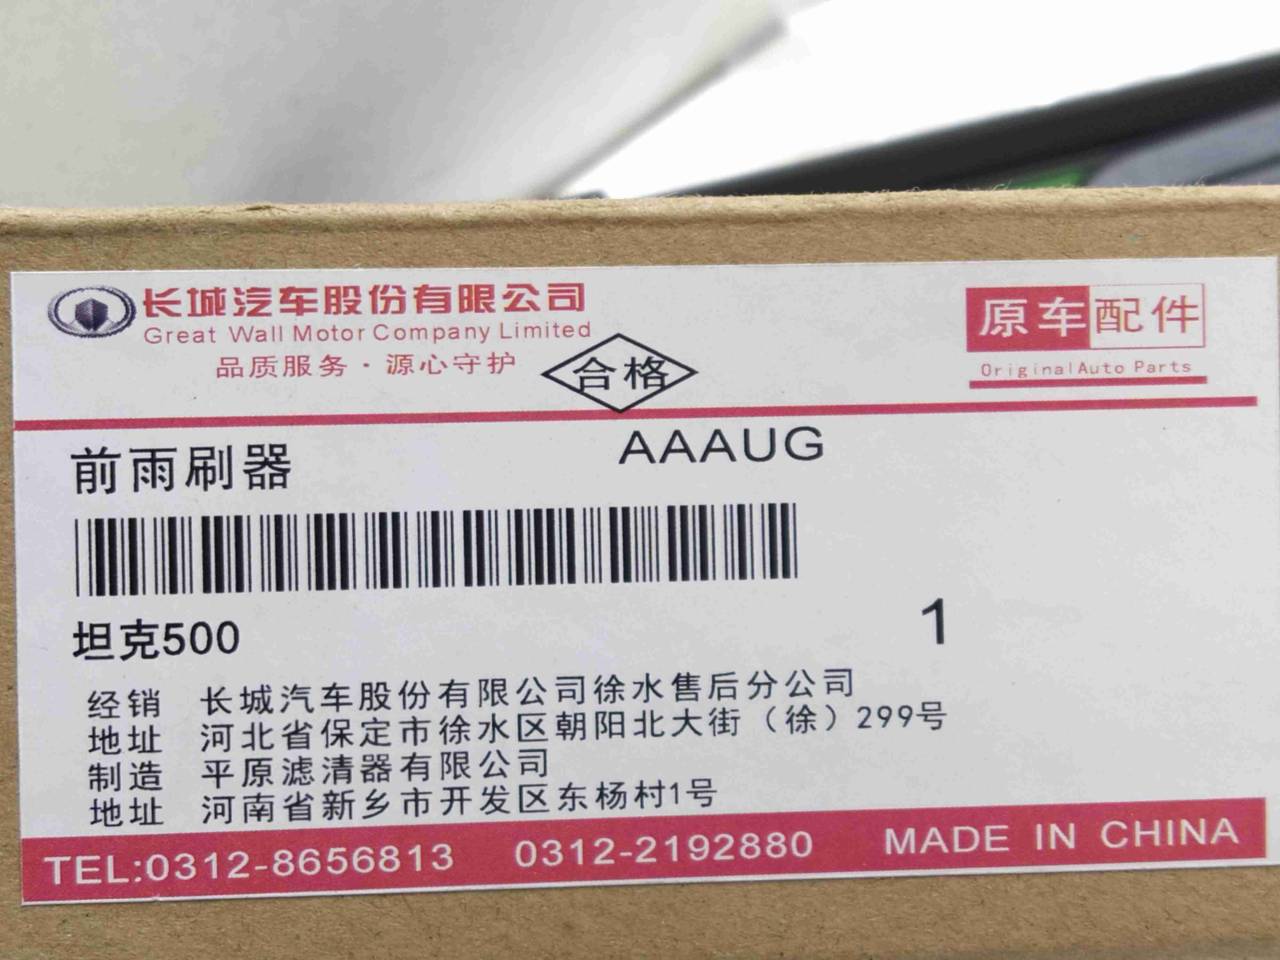 长城汽车股份有限公司
Great Wall Motor Company Limited
品质服务·源心守护
合格
原车配件
Original Auto Parts
前雨刷器
AAAUG
坦克500
1
经销 长城汽车股份有限公司徐水售后分公司
地址 河北省保定市徐水区朝阳北大街（徐）299号
制造 平原滤清器有限公司
地址 河南省新乡市开发区东杨村1号
TEL:0312-8656813 0312-2192880 MADE IN CHINA